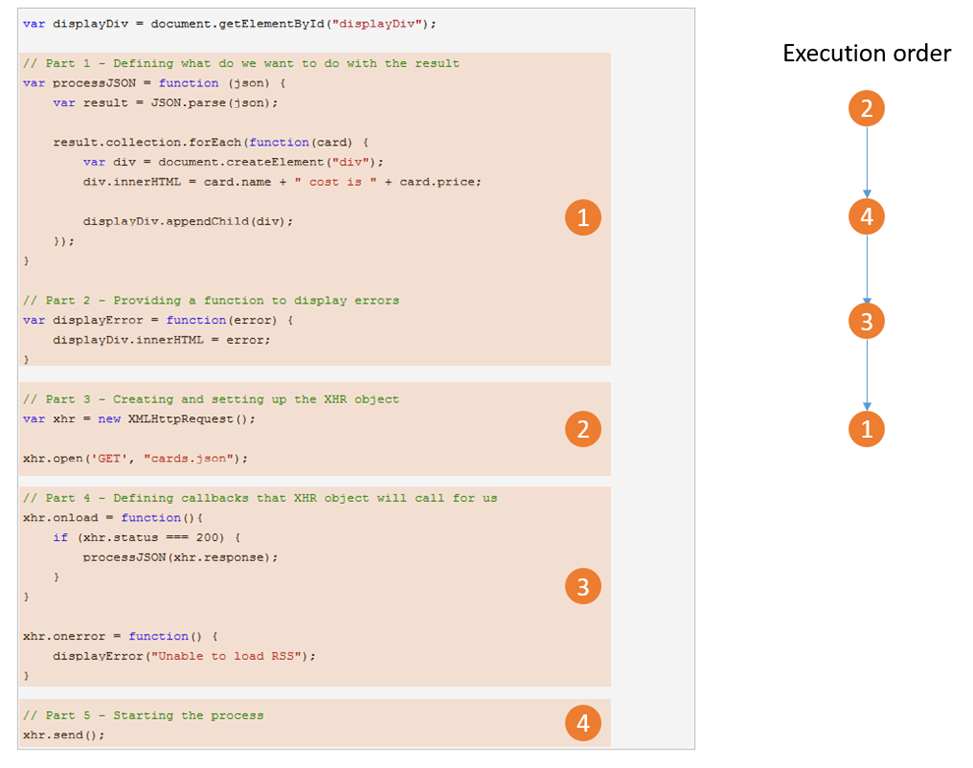 var displayDiv = document.getElementById("displayDiv");
// Part 1 - Defining what do we want to do with the result
var processJSON = function (json) {
var result = JSON.parse(json);
result.collection.forEach(function(card) {
var div = document.createElement("div");
div.innerHTML = card.name + " cost is " + card.price;
displayDiv.appendChild(div);
});
}
1
// Part 2 - Providing a function to display errors
var displayError = function(error) {
displayDiv.innerHTML = error;
}
// Part 3 - Creating and setting up the XHR object
var xhr = new XMLHttpRequest();
xhr.open('GET', "cards.json");
2
// Part 4 - Defining callbacks that XHR object will call for us
xhr.onload = function(){
if (xhr.status === 200) {
processJSON(xhr.response);
}
}
3
xhr.onerror = function() {
displayError("Unable to load RSS");
}
// Part 5 - Starting the process
xhr.send();
4
Execution order
2
4
3
1